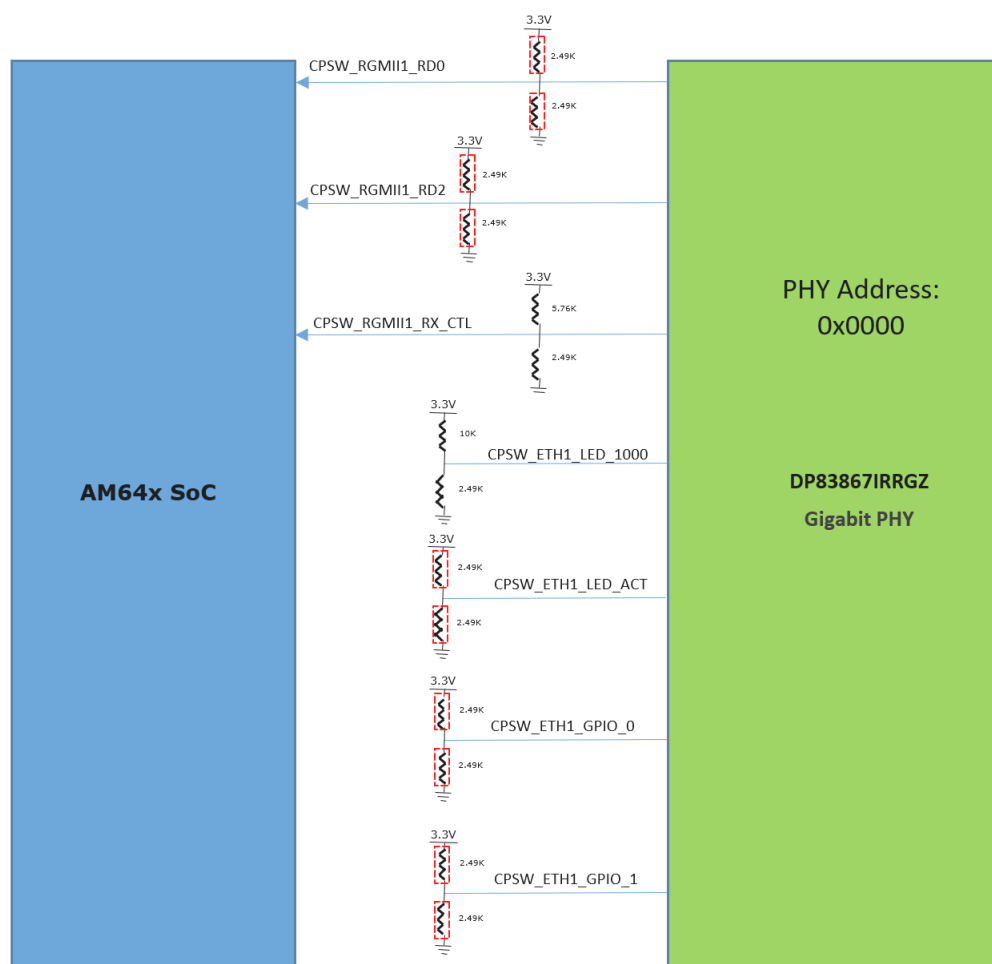 3.3V
2.49K
CPSW_RGMII1_RD0
2.49K
3.3V
2.49K
CPSW_RGMII1_RD2
2.49K
3.3V
5.76K
CPSW_RGMII1_RX_CTL
2.49K
PHY Address:
0x0000
3.3V
10K
CPSW_ETH1_LED_1000
2.49K
AM64x SoC
DP83867IRRGZ
Gigabit PHY
3.3V
2.49K
CPSW_ETH1_LED_ACT
2.49K
3.3V
2.49K
CPSW_ETH1_GPIO_0
2.49K
3.3V
2.49K
CPSW_ETH1_GPIO_1
2.49K